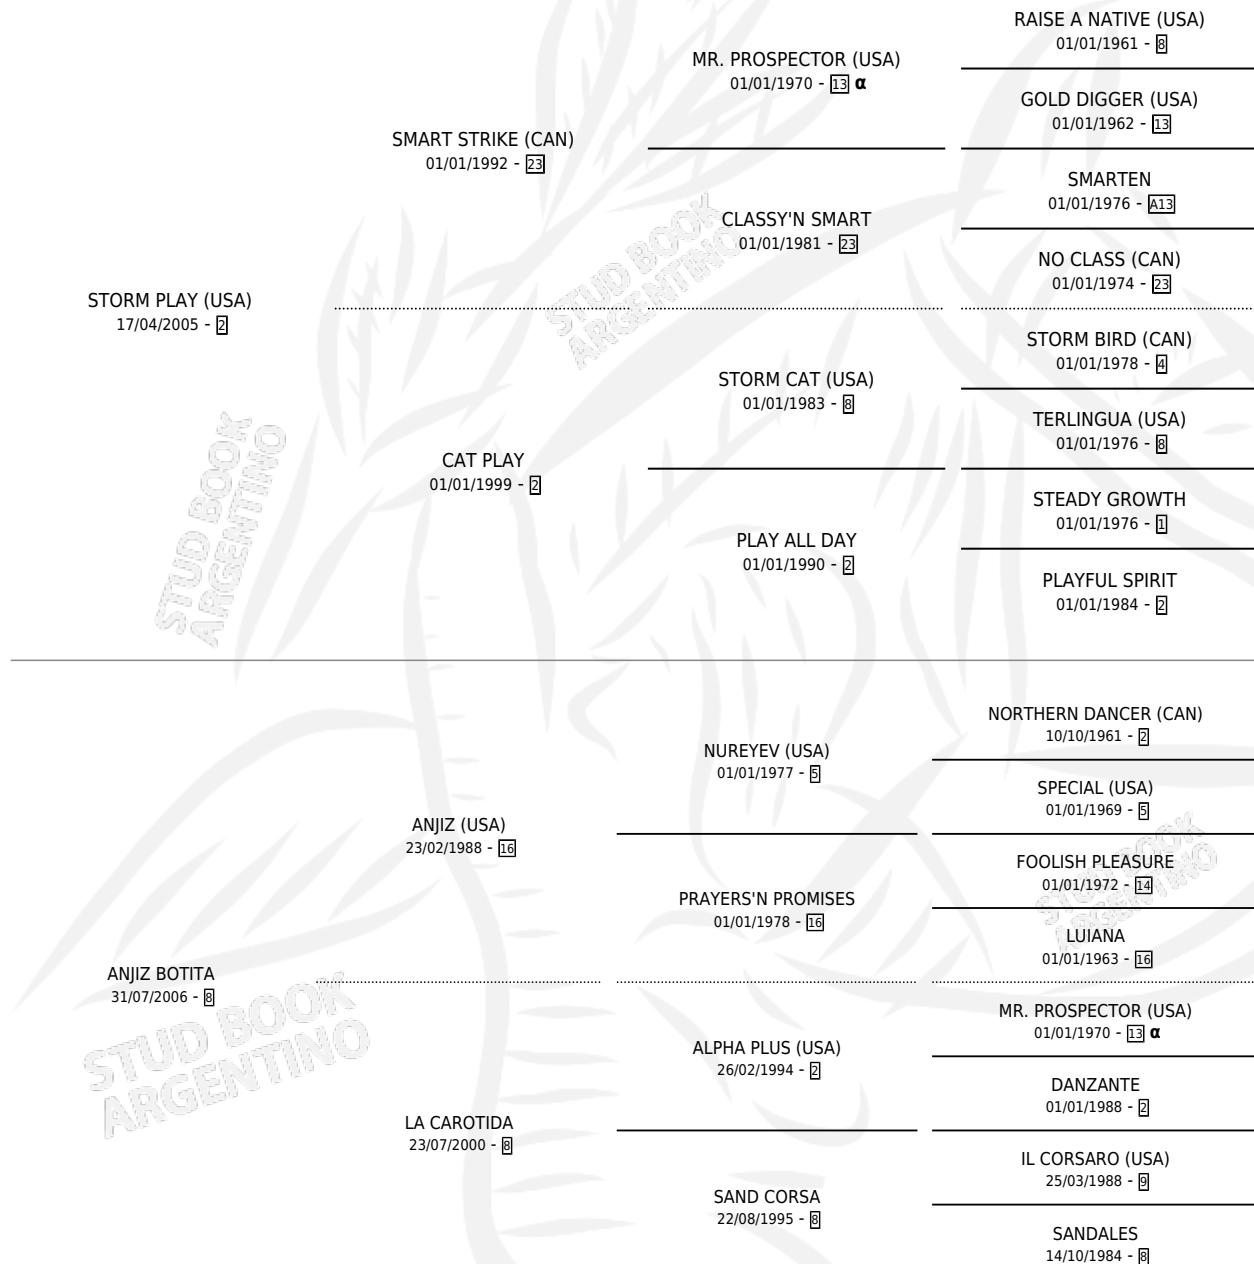 RAISE A NATIVE (USA)
01/01/1961 - 8
MR. PROSPECTOR (USA)
01/01/1970 - 13 α
GOLD DIGGER (USA)
01/01/1962 - 13
SMART STRIKE (CAN)
01/01/1992 - 23
SMARTEN
01/01/1976 - A13
CLASSY'N SMART
01/01/1981 - 23
NO CLASS (CAN)
01/01/1974 - 23
STORM PLAY (USA)
17/04/2005 - 2
STORM BIRD (CAN)
01/01/1978 - 4
STORM CAT (USA)
01/01/1983 - 8
TERLINGUA (USA)
01/01/1976 - 8
CAT PLAY
01/01/1999 - 2
STEADY GROWTH
01/01/1976 - 1
PLAY ALL DAY
01/01/1990 - 2
PLAYFUL SPIRIT
01/01/1984 - 2
STUD BOOK
ARGENTINO
STUD BOOK
ARGENTINO
NORTHERN DANCER (CAN)
10/10/1961 - 2
NUREYEV (USA)
01/01/1977 - 5
SPECIAL (USA)
01/01/1969 - 5
ANJIZ (USA)
23/02/1988 - 16
FOOLISH PLEASURE
01/01/1972 - 14
PRAYERS'N PROMISES
01/01/1978 - 16
LUIANA
01/01/1963 - 16
STUD BOOK
ARGENTINO
ANJIZ BOTITA
31/07/2006 - 8
MR. PROSPECTOR (USA)
01/01/1970 - 13 α
ALPHA PLUS (USA)
26/02/1994 - 2
DANZANTE
01/01/1988 - 2
LA CAROTIDA
23/07/2000 - 8
IL CORSARO (USA)
25/03/1988 - 9
SAND CORSA
22/08/1995 - 8
SANDALES
14/10/1984 - 8
STUD BOOK
ARGENTINO